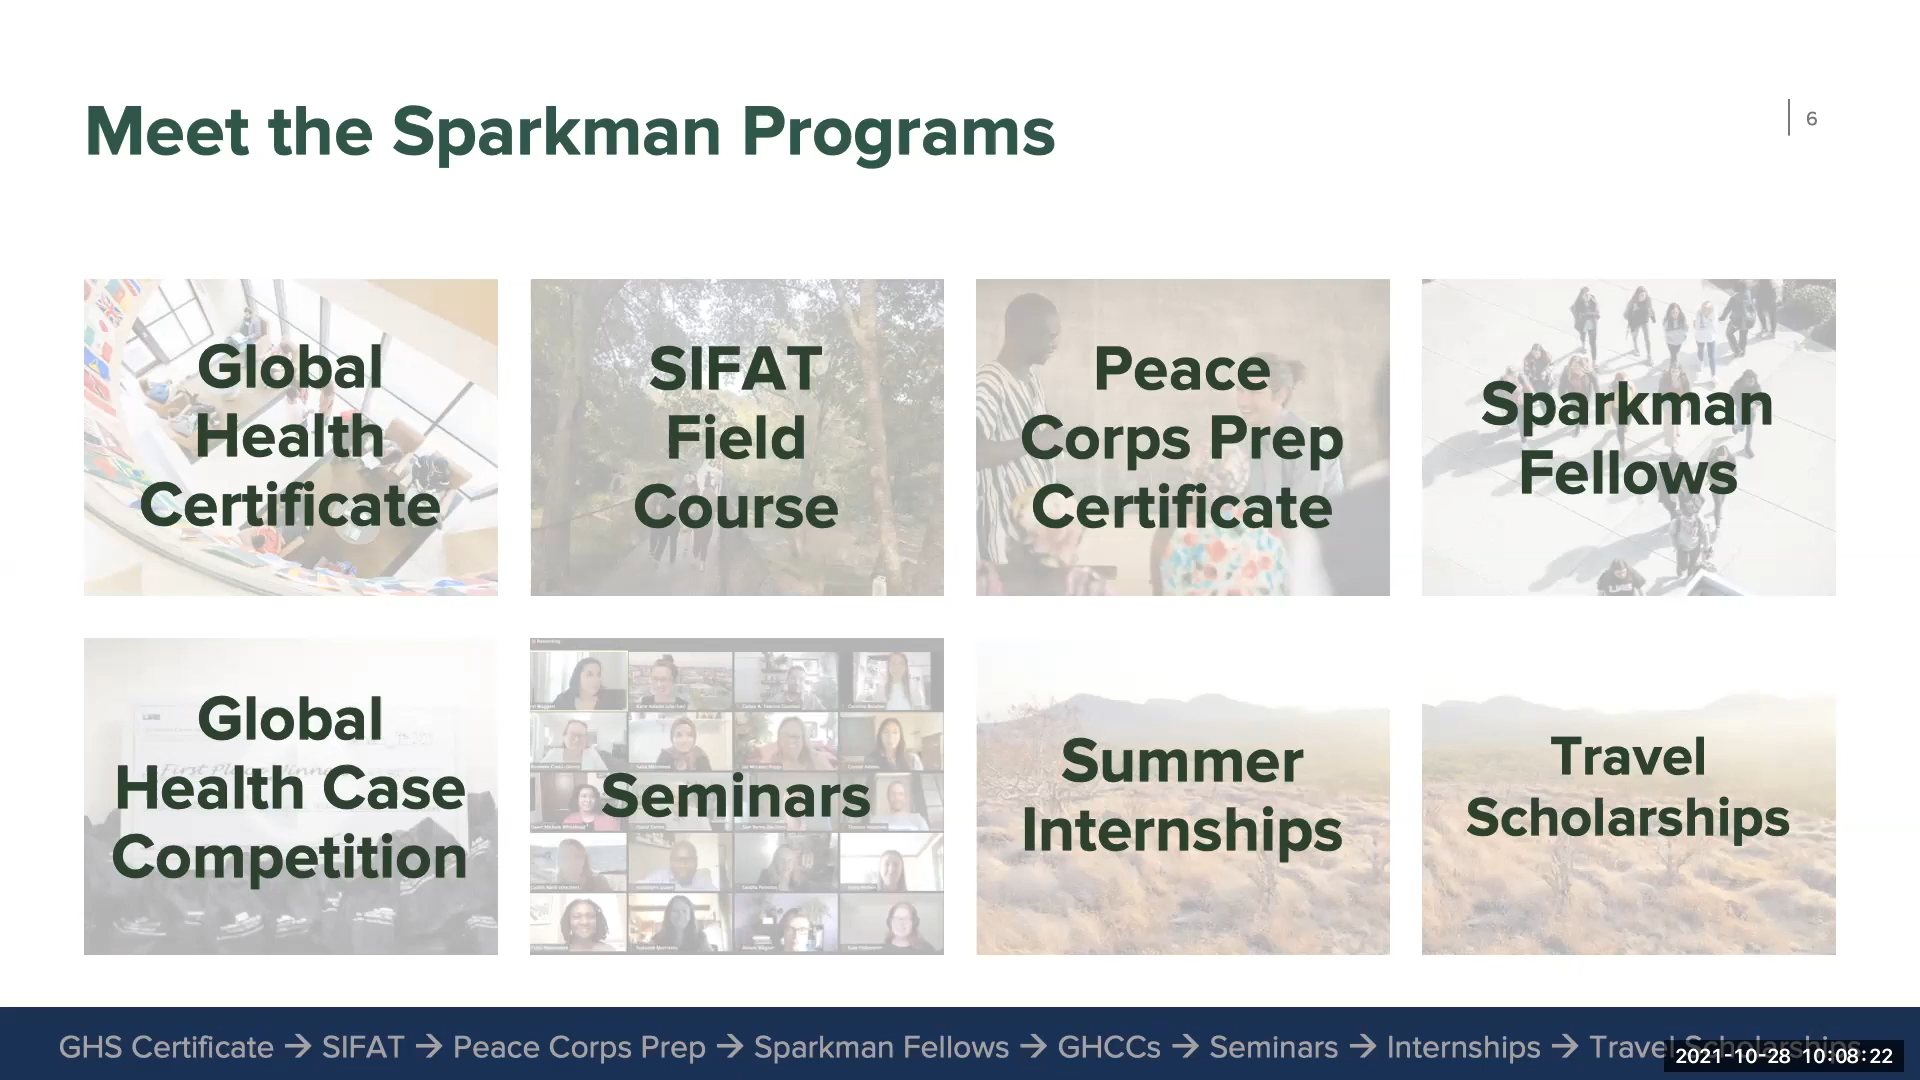 Meet the Sparkman Programs
6
Global
Health
Certificate
SIFAT
Field
Course
Peace
Corps Prep
Certificate
Sparkman
Fellows
Global
Health Case
Competition
Seminars
Summer
Internships
Travel
Scholarships
GHS Certificate → SIFAT → Peace Corps Prep → Sparkman Fellows → GHCCs → Seminars → Internships → Travel Scholarships
2021-10-28 10:08:22